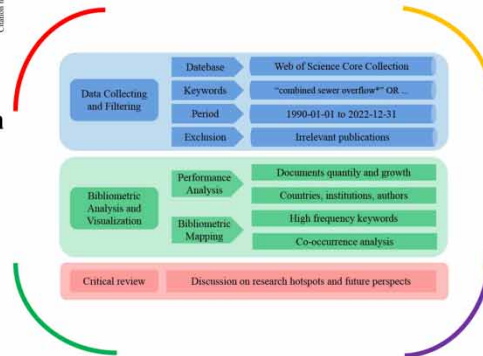 Citation
Data Collecting
and Filtering
Datebase
Web of Science Core Collection
Keywords
"combined sewer overflow*" OR ...
Period
1990-01-01 to 2022-12-31
Exclusion
Irrelevant publications
Bibliometric
Analysis and
Visualization
Performance
Analysis
Documents quantily and growth
Countries, institutions, authors
Bibliometric
Mapping
High frequency keywords
Co-occurrence analysis
Critical review
Discussion on research hotspots and future perspects